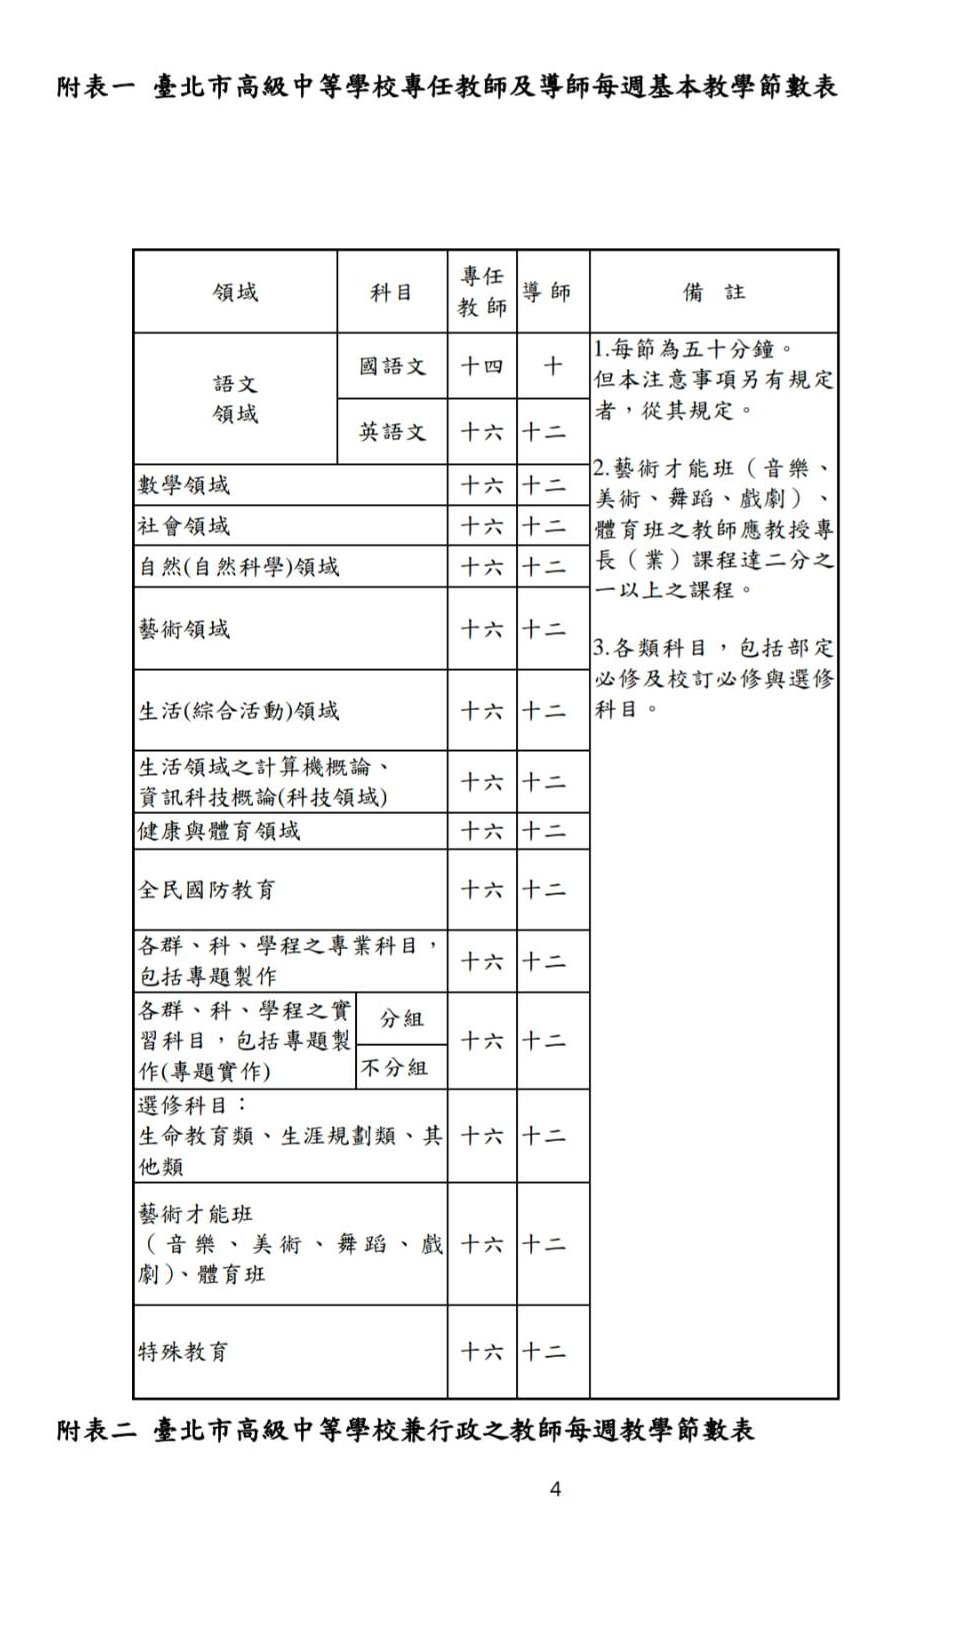 附表一 臺北市高級中等學校專任教師及導師每週基本教學節數表
領域 科目 專任教師 導師 備 註
語文
領域
國語文 十四 十
英語文 十六 十二
數學領域 十六 十二
社會領域 十六 十二
自然(自然科學)領域 十六 十二
藝術領域 十六 十二
生活(綜合活動)領域 十六 十二
生活領域之計算機概論、
資訊科技概論(科技領域)
十六 十二
健康與體育領域 十六 十二
全民國防教育 十六 十二
各群、科、學程之專業科目，
包括專題製作
十六 十二
各群、科、學程之實
習科目，包括專題製
作(專題實作)
分組
不分組
十六 十二
選修科目：
生命教育類、生涯規劃類、其
他類
十六 十二
藝術才能班
（音樂、美術、舞蹈、戲
劇）、體育班
十六 十二
特殊教育 十六 十二
1.每節為五十分鐘。
但本注意事項另有規定
者，從其規定。
2.藝術才能班（音樂、
美術、舞蹈、戲劇）、
體育班之教師應教授專
長（業）課程達二分之
一以上之課程。
3.各類科目，包括部定
必修及校訂必修與選修
科目。
附表二 臺北市高級中等學校兼行政之教師每週教學節數表
4